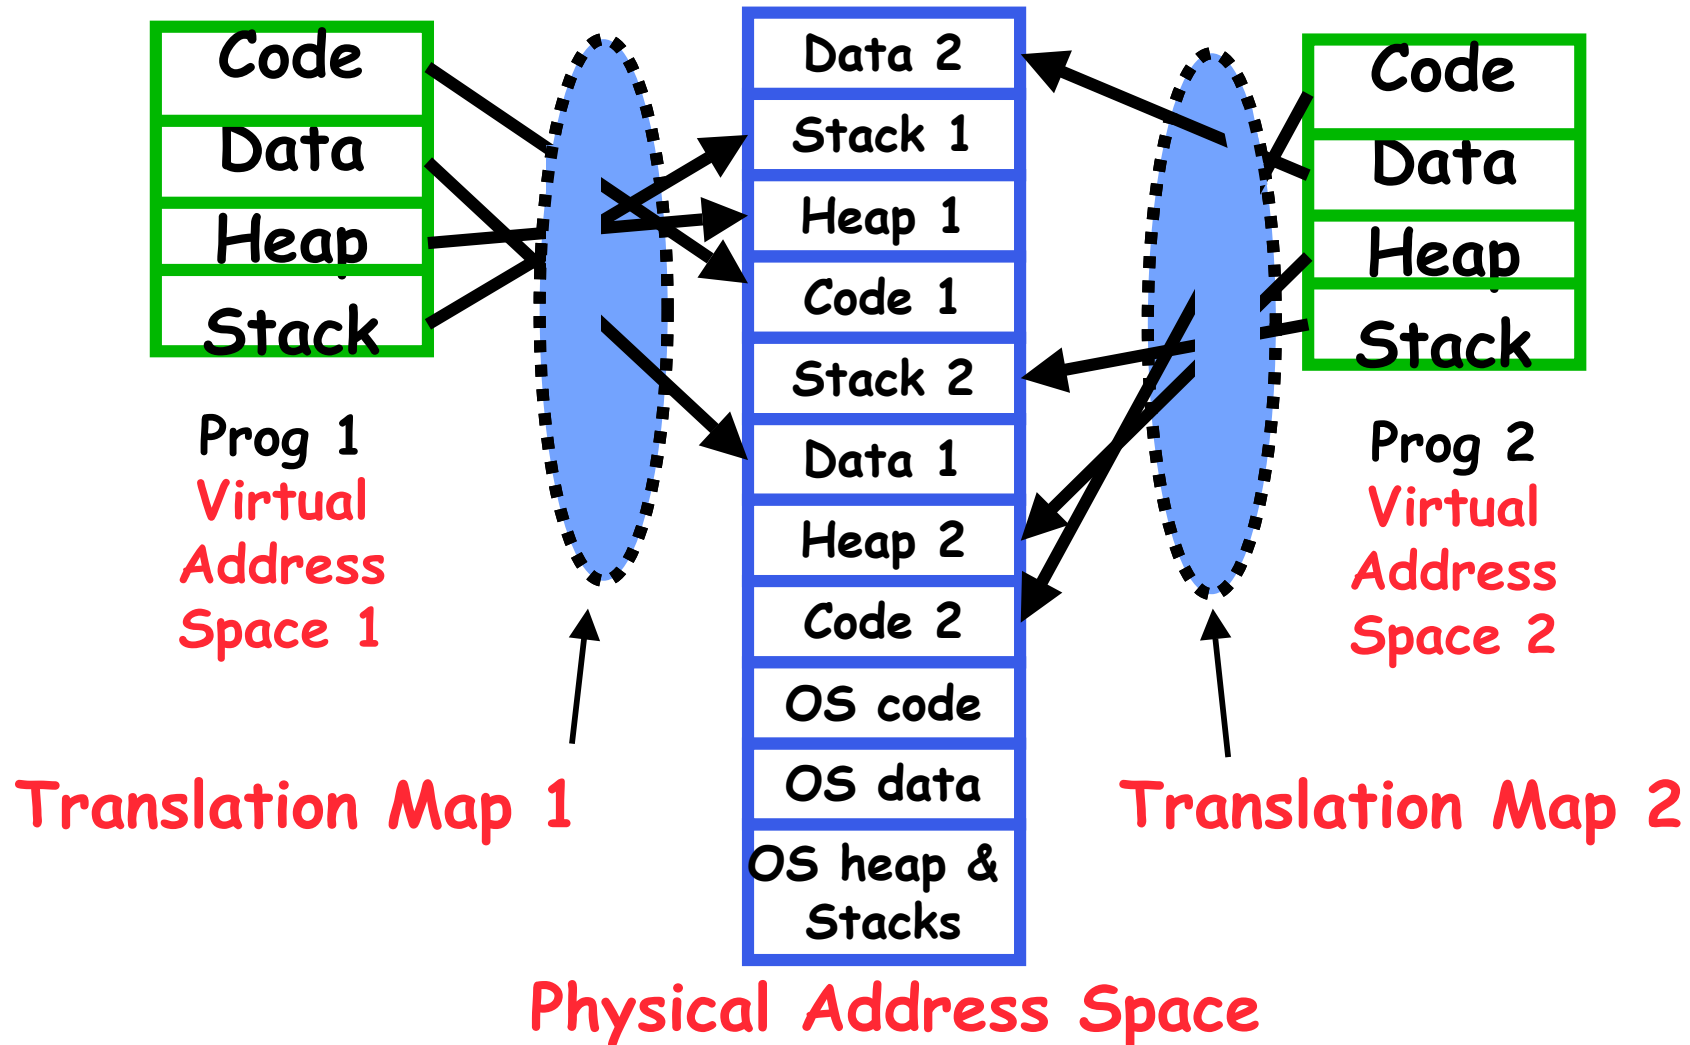 Code
Data
Heap
Stack
Prog 1
Virtual
Address
Space 1
Translation Map 1
Data 2
Stack 1
Heap 1
Code 1
Stack 2
Data 1
Heap 2
Code 2
OS code
OS data
OS heap &
Stacks
Physical Address Space
Code
Data
Heap
Stack
Prog 2
Virtual
Address
Space 2
Translation Map 2